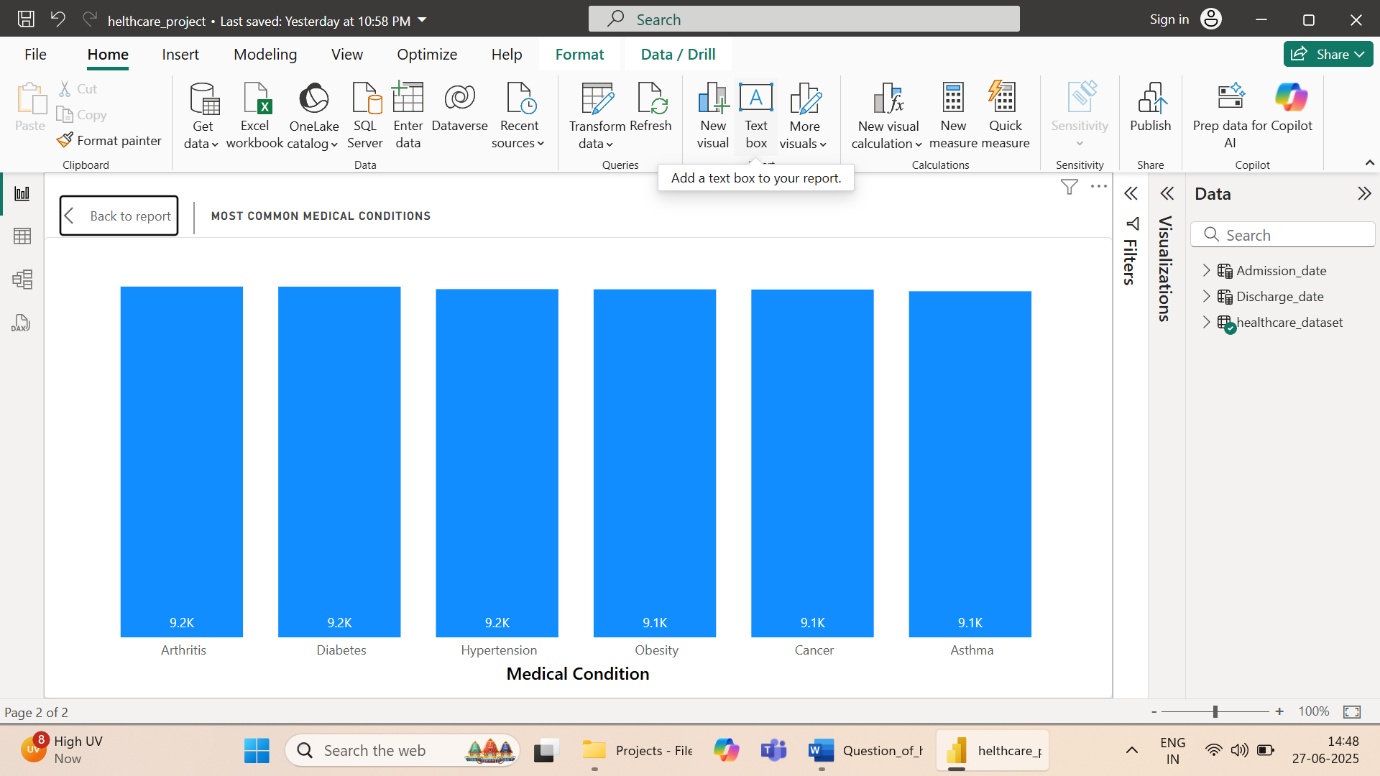 helthcare_project • Last saved: Yesterday at 10:58 PM
Search
Sign in
File Home Insert Modeling View Optimize Help Format Data / Drill
Share
Paste
Cut
Copy
Format painter
Clipboard
Get data
Excel workbook
OneLake catalog
SQL Server
Enter data
Dataverse
Recent sources
Data
Transform data
Refresh
Queries
New visual
A
Text box
More visuals
New visual calculation
New measure
Quick measure
Calculations
Sensitivity
Sensitivity
Publish
Share
Prep data for AI
Copilot
Copilot
Add a text box to your report.
Back to report
MOST COMMON MEDICAL CONDITIONS
9.2K 9.2K 9.2K 9.1K 9.1K 9.1K
Arthritis Diabetes Hypertension Obesity Cancer Asthma
Medical Condition
Filters
Visualizations
Data
Search
Admission_date
Discharge_date
healthcare_dataset
DAX
Page 2 of 2
- + 100%
UV 8
High UV
Now
Search the web
Projects - File
Question_of_h
helthcare_p
ENG
IN
14:48
27-06-2025